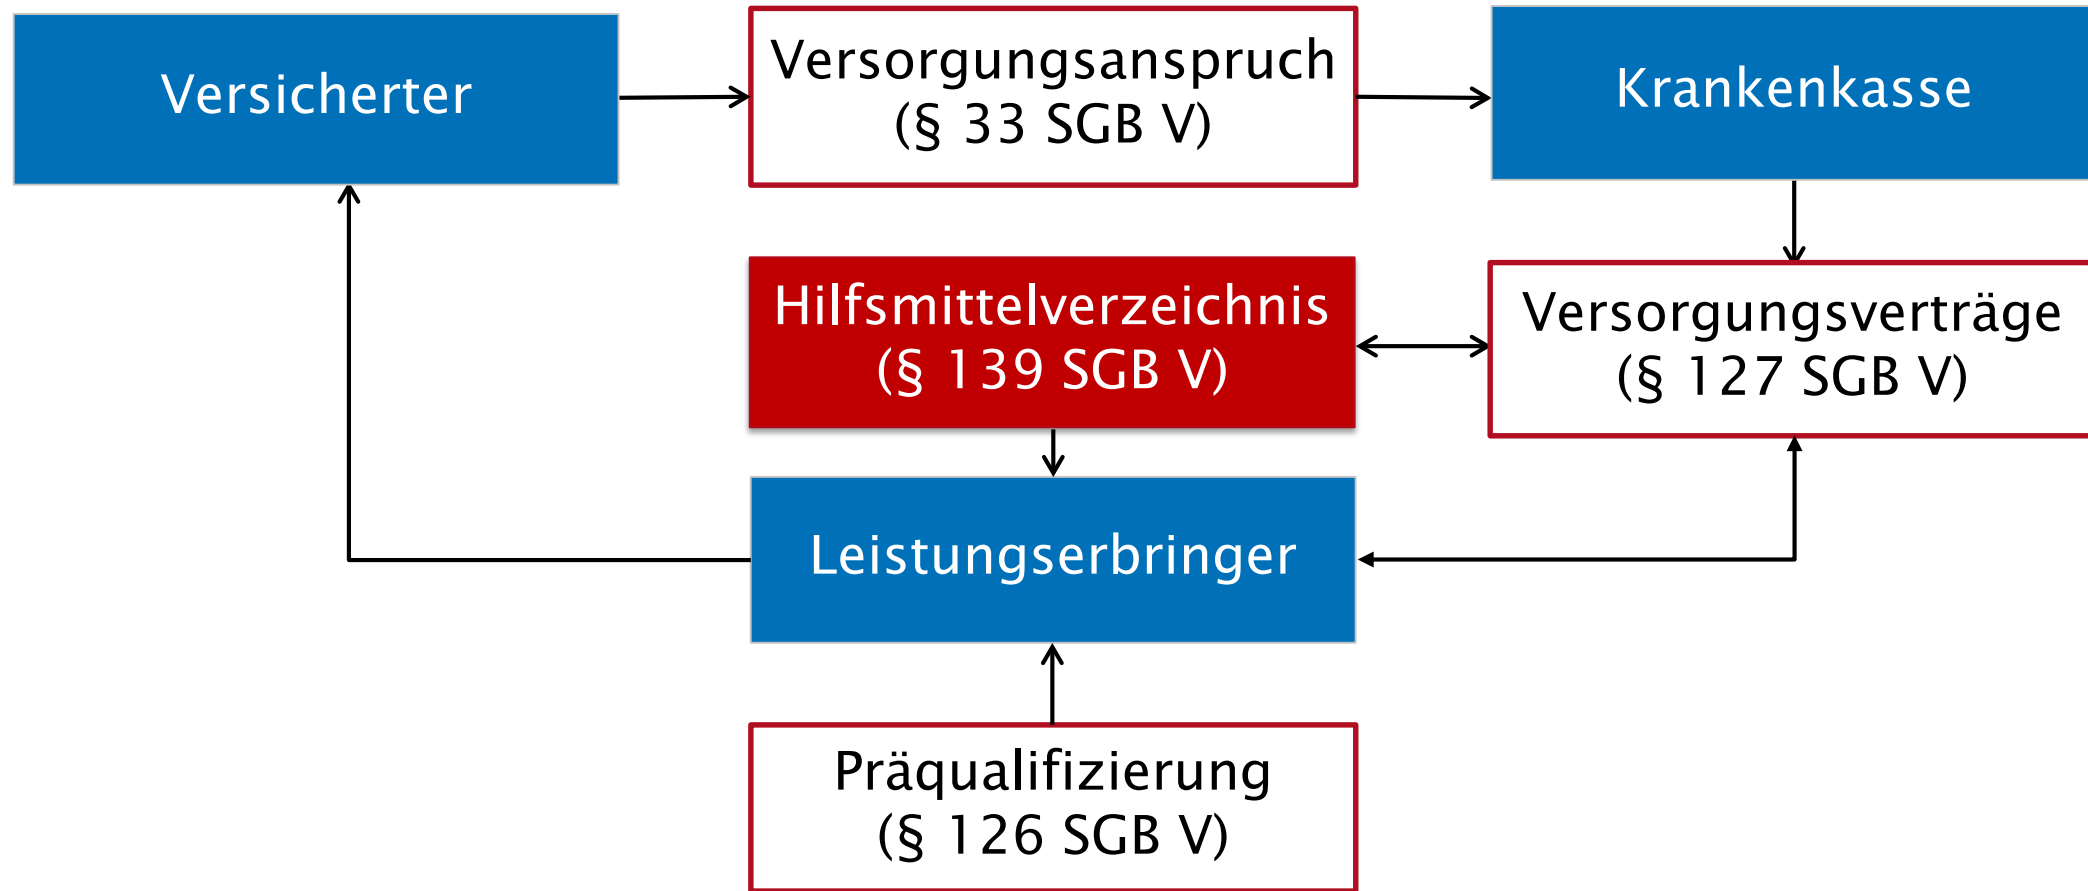 Versicherter
Versorgungsanspruch
(§ 33 SGB V)
Krankenkasse
Hilfsmittelverzeichnis
(§ 139 SGB V)
Versorgungsverträge
(§ 127 SGB V)
Leistungserbringer
Präqualifizierung
(§ 126 SGB V)